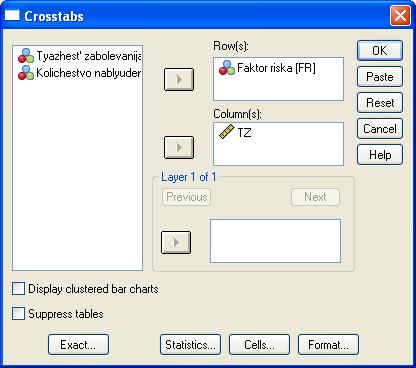 Crosstabs
Tyazhest' zabolevanija
Kolichestvo nablyuder
Row(s):
Faktor riska [FR]
Column(s):
TZ
Layer 1 of 1
Previous
Next
OK
Paste
Reset
Cancel
Help
Display clustered bar charts
Suppress tables
Exact...
Statistics...
Cells...
Format...